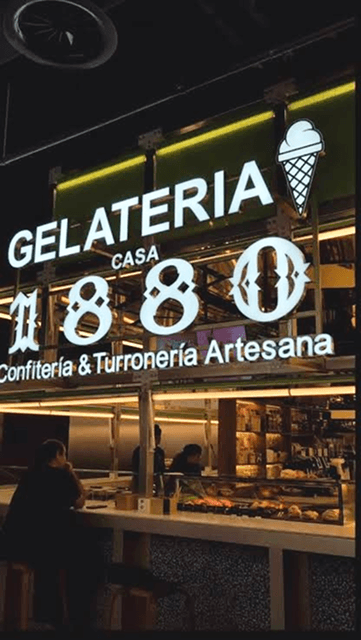 GELATERIA
CASA
1880
Confitería & Turronería Artesana